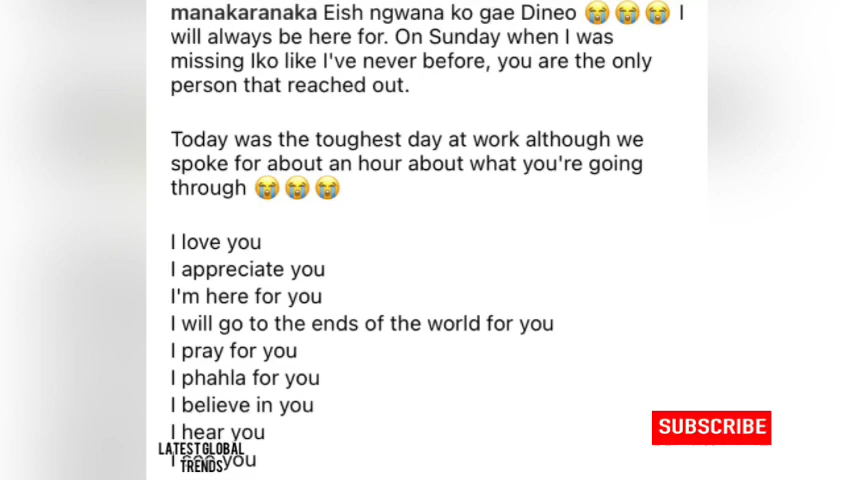 manakaranaka Eish ngwana ko gae Dineo 😭😭😭 I
will always be here for. On Sunday when I was
missing Iko like I've never before, you are the only
person that reached out.
Today was the toughest day at work although we
spoke for about an hour about what you're going
through 😭😭😭
I love you
I appreciate you
I'm here for you
I will go to the ends of the world for you
I pray for you
I phahla for you
I believe in you
I hear you
I see you
LATEST GLOBAL
TRENDS
SUBSCRIBE